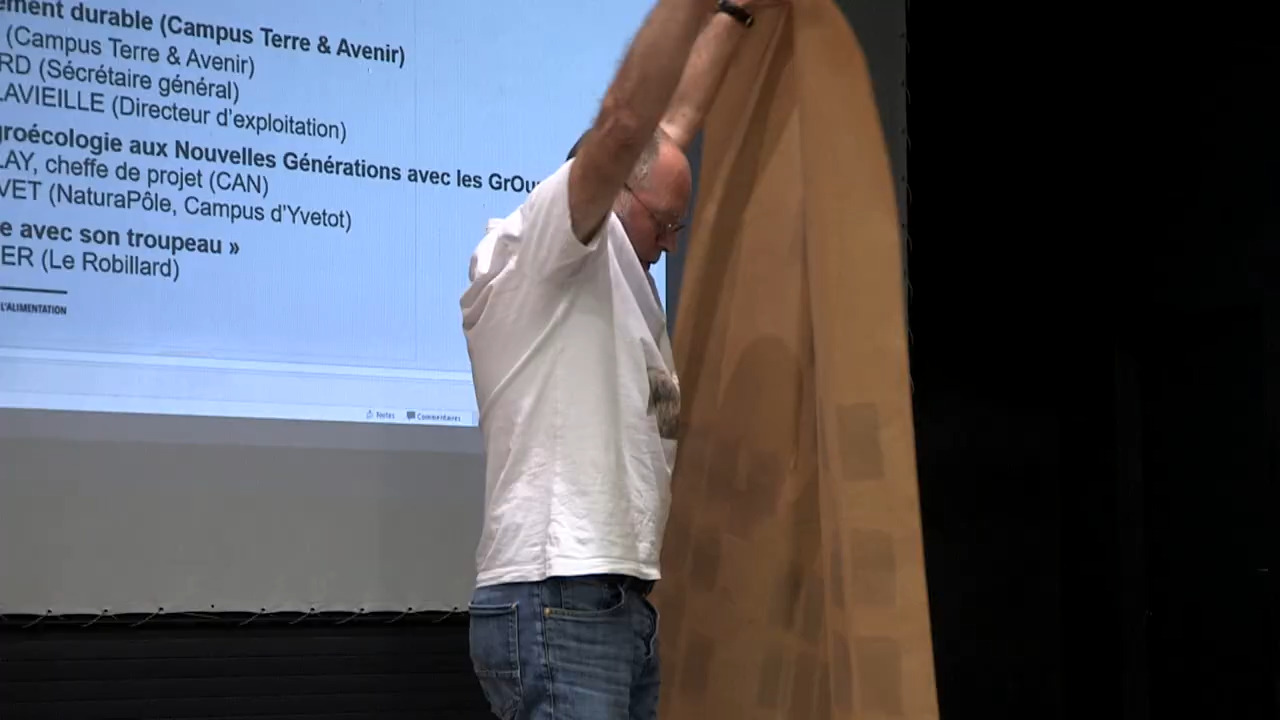 ment durable (Campus Terre & Avenir)
(Campus Terre & Avenir)
RD (Sécrétaire général)
LAVIEILLE (Directeur d'exploitation)
groécologie aux Nouvelles Générations avec les GrOu
LAY, cheffe de projet (CAN)
VET (NaturaPôle, Campus d'Yvetot)
e avec son troupeau »
ER (Le Robillard)
L'ALIMENTATION
Notes Commentaires